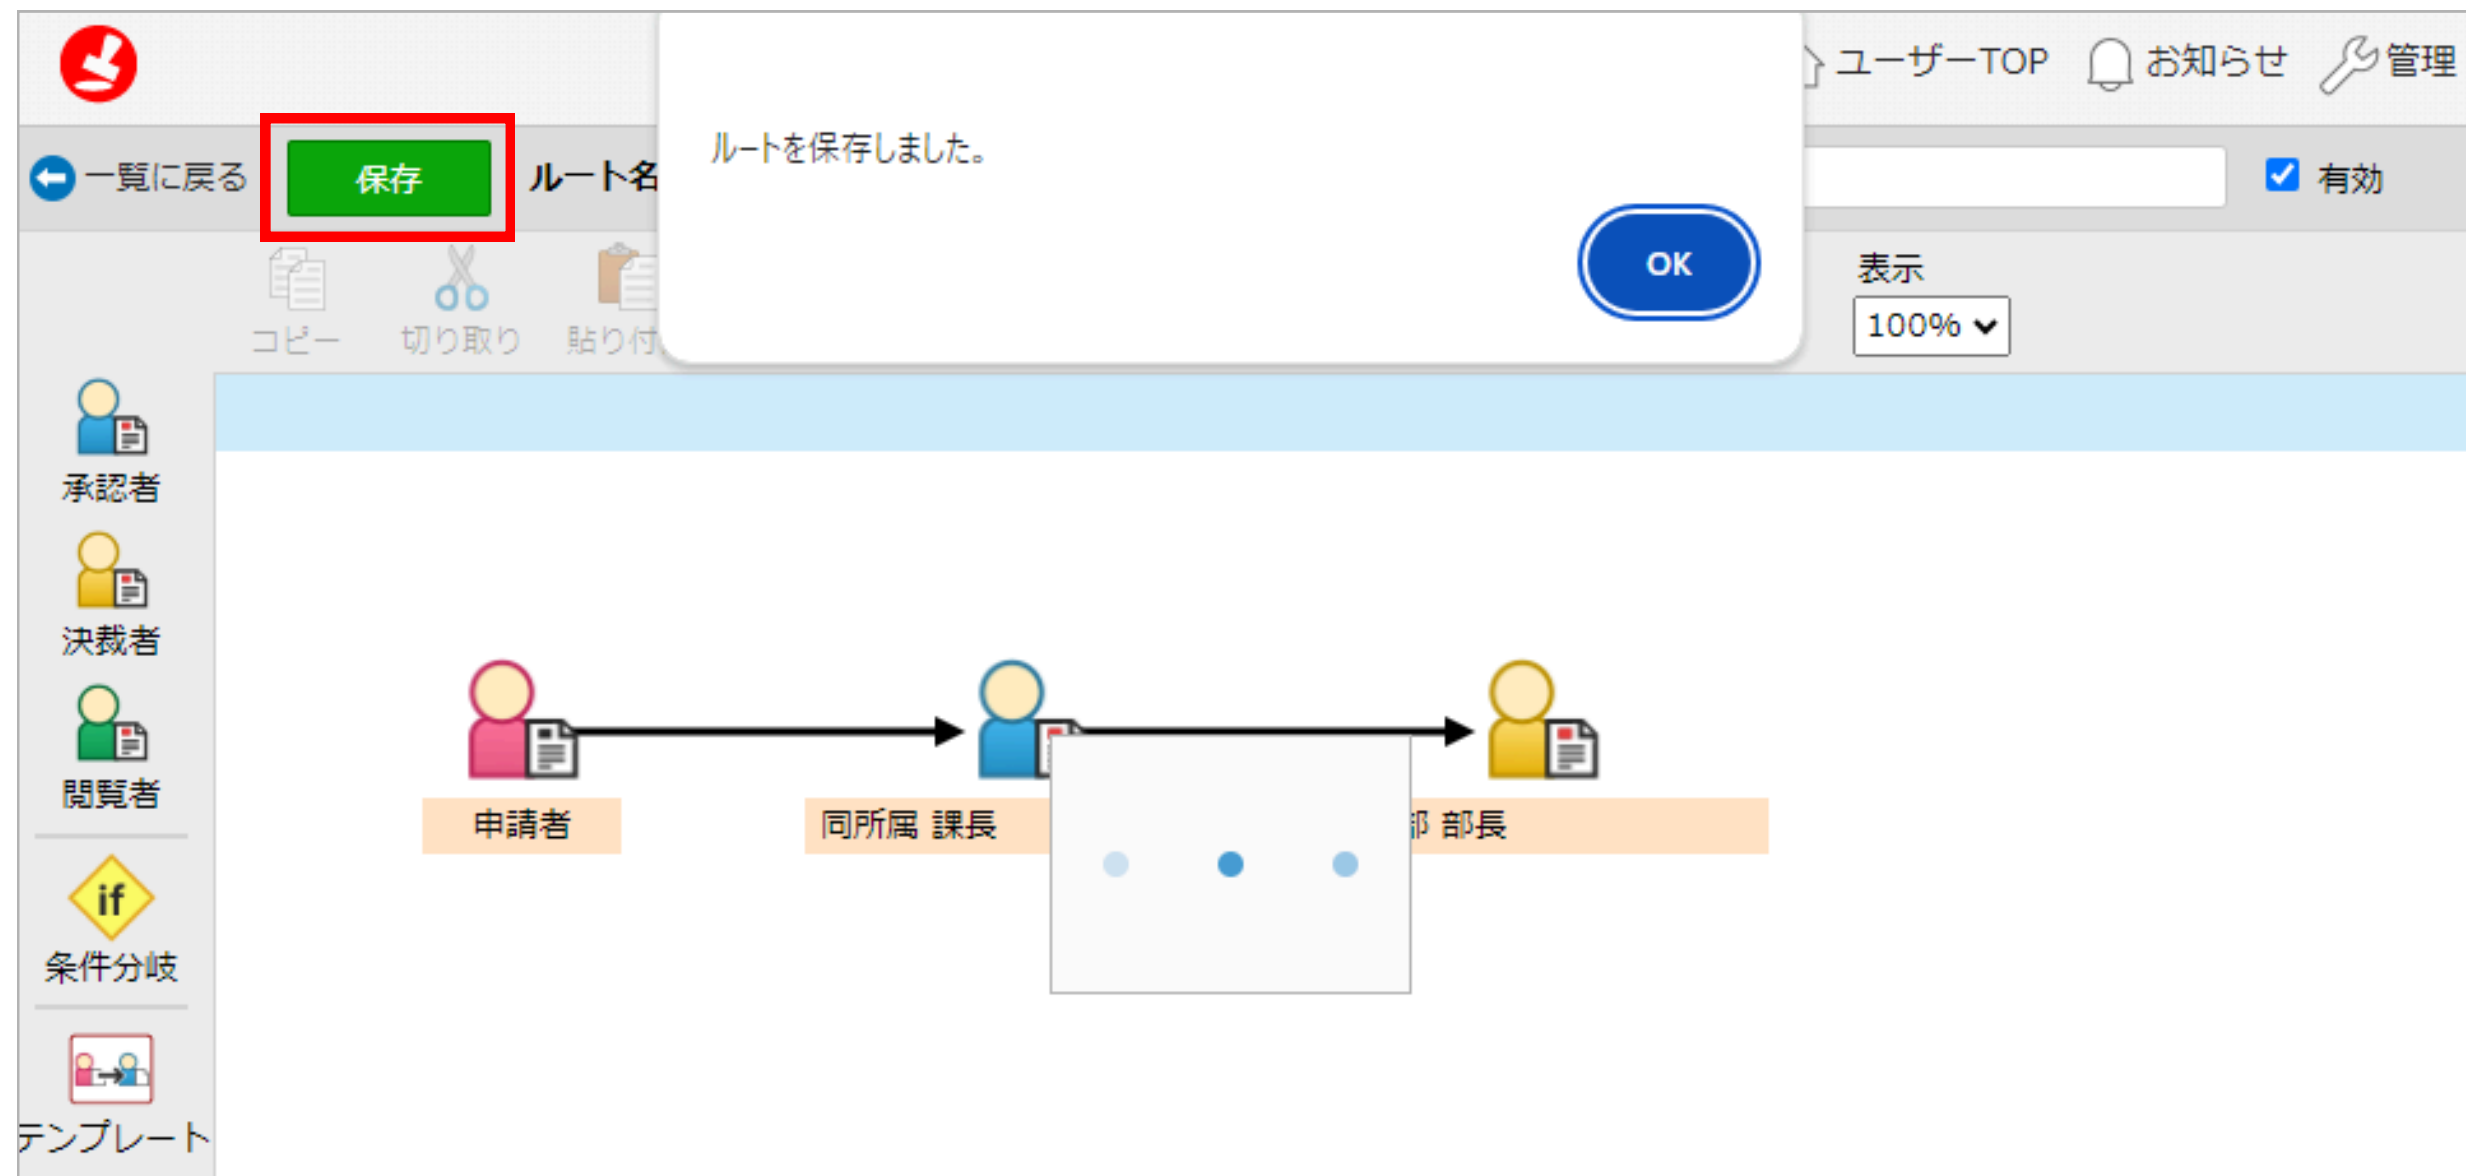 ユーザーTOP お知らせ 管理
一覧に戻る 保存 ルート名 有効
ルートを保存しました。
OK
コピー 切り取り 貼り付
表示
100%
承認者
決裁者
閲覧者
if
条件分岐
テンプレート
申請者 同所属 課長 部 部長